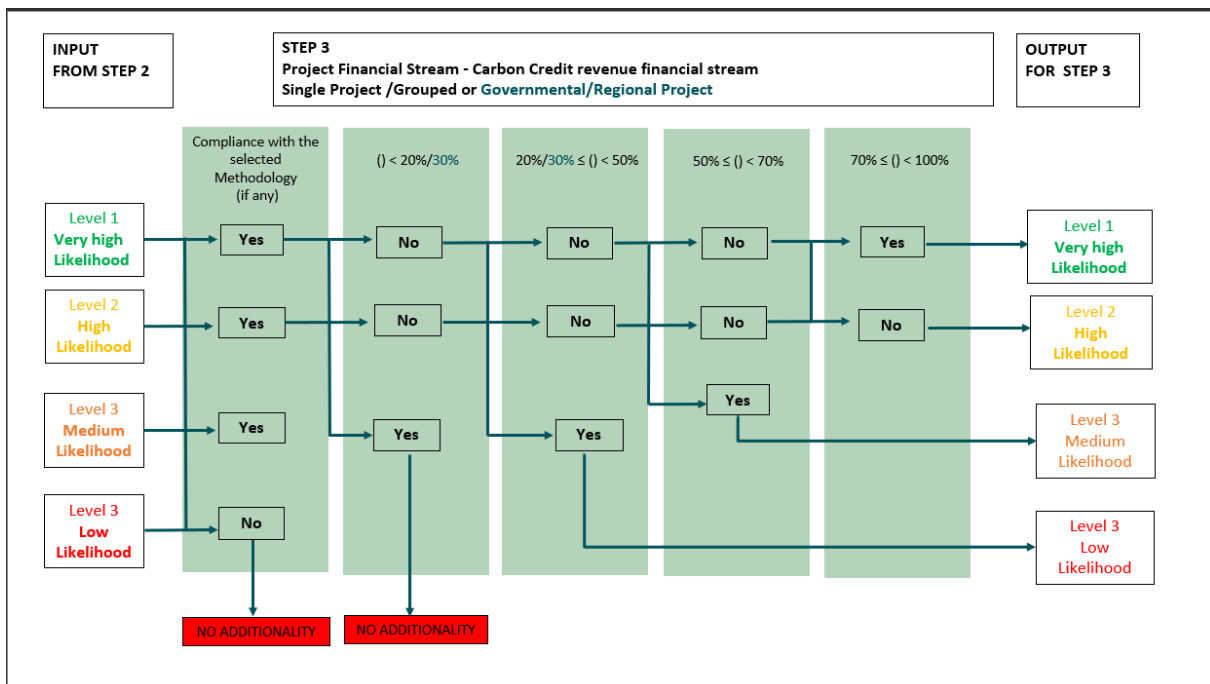 INPUT
FROM STEP 2
STEP 3
Project Financial Stream - Carbon Credit revenue financial stream
Single Project /Grouped or Governmental/Regional Project
OUTPUT
FOR STEP 3
Compliance with the
selected
Methodology
(if any)
() < 20%/30%
20%/30% ≤ () < 50%
50% ≤ () < 70%
70% ≤ () < 100%
Level 1
Very high
Likelihood
Yes
No
No
No
Yes
Level 1
Very high
Likelihood
Level 2
High
Likelihood
Yes
No
No
No
No
Level 2
High
Likelihood
Level 3
Medium
Likelihood
Yes
Yes
Yes
Yes
Level 3
Medium
Likelihood
Level 3
Low
Likelihood
No
Level 3
Low
Likelihood
NO ADDITIONALITY
NO ADDITIONALITY